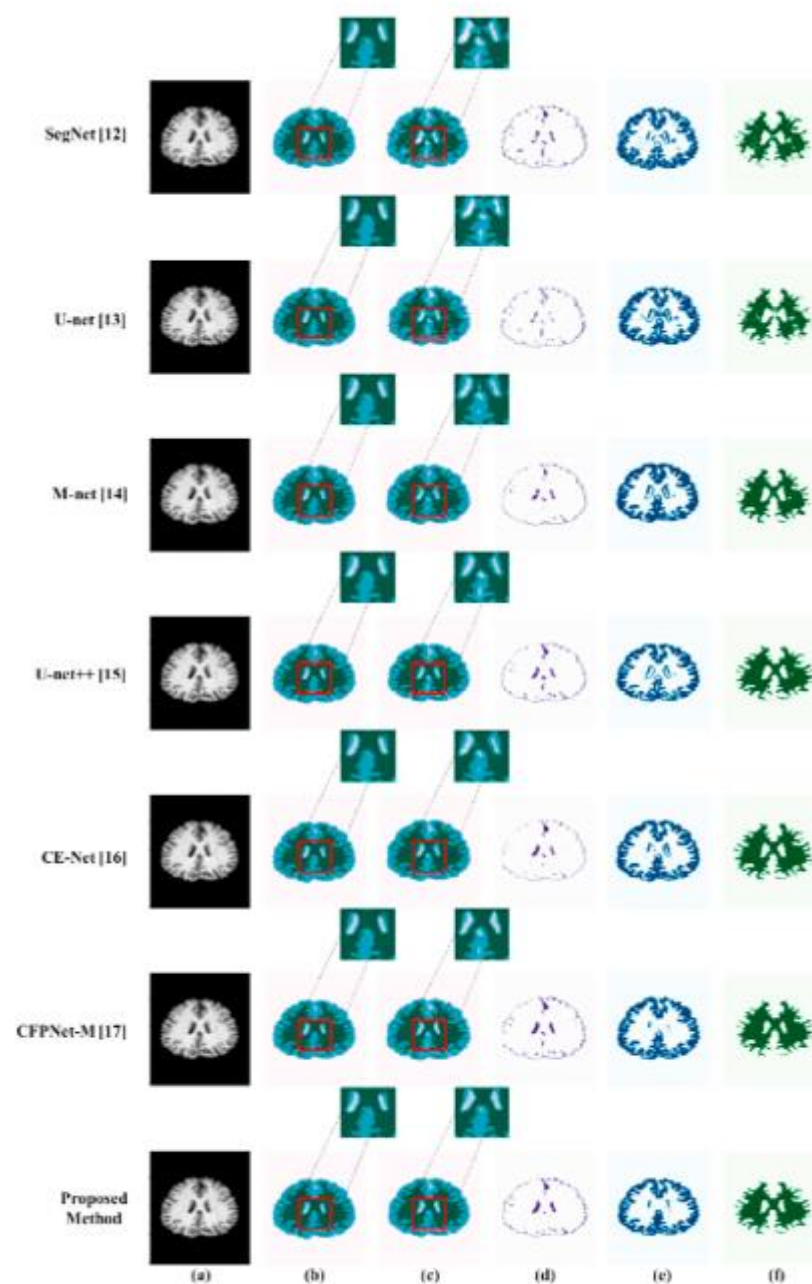 SegNet [12]
U-net [13]
M-net [14]
U-net++ [15]
CE-Net [16]
CFPNet-M [17]
Proposed
Method
(a) (b) (c) (d) (e) (f)